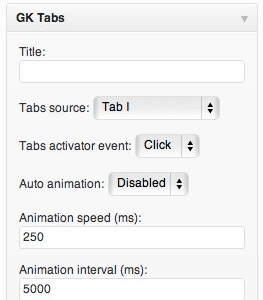 GK Tabs
Title:
Tabs source: Tab I
Tabs activator event: Click
Auto animation: Disabled
Animation speed (ms):
250
Animation interval (ms):
5000